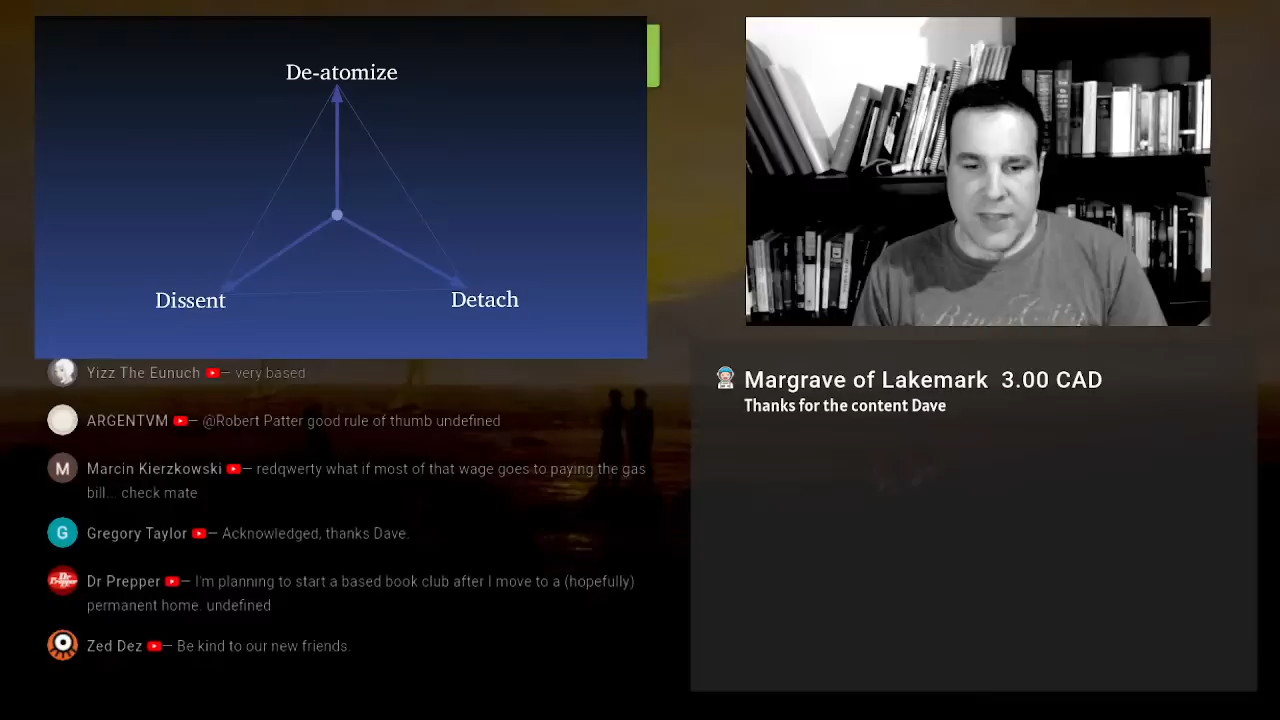 De-atomize
Dissent
Detach
Yizz The Eunuch — very based
ARGENTVM — @Robert Patter good rule of thumb undefined
M
Marcin Kierzkowski — redqwerty what if most of that wage goes to paying the gas
bill... check mate
G
Gregory Taylor — Acknowledged, thanks Dave.
Dr Prepper — I'm planning to start a based book club after I move to a (hopefully)
permanent home. undefined
Zed Dez — Be kind to our new friends.
Margrave of Lakemark 3.00 CAD
Thanks for the content Dave